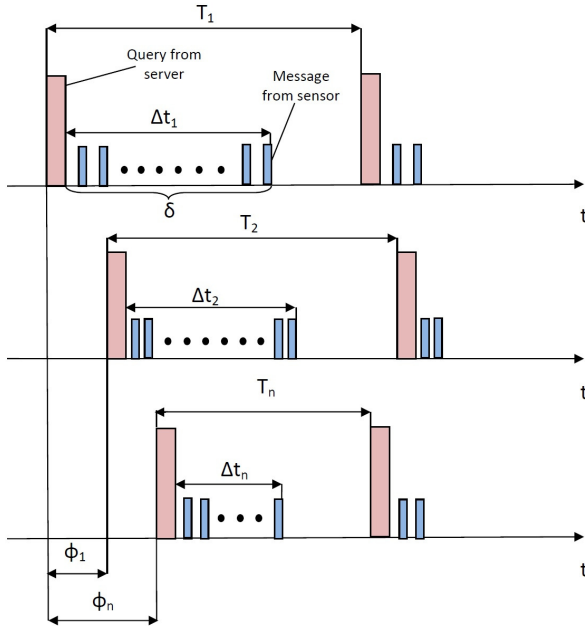 T1
Query from
server
Message
from sensor
Δt1
δ
t
T2
Δt2
t
Tn
Δtn
t
ϕ1
ϕn